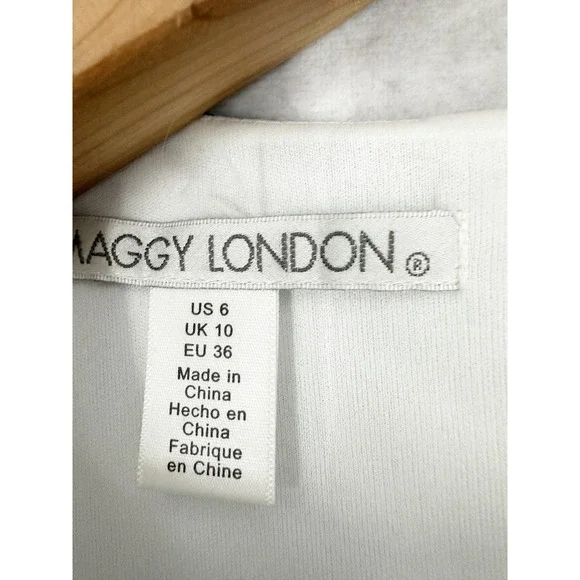 MAGGY LONDON ®
US 6
UK 10
EU 36
Made in
China
Hecho en
China
Fabrique
en Chine